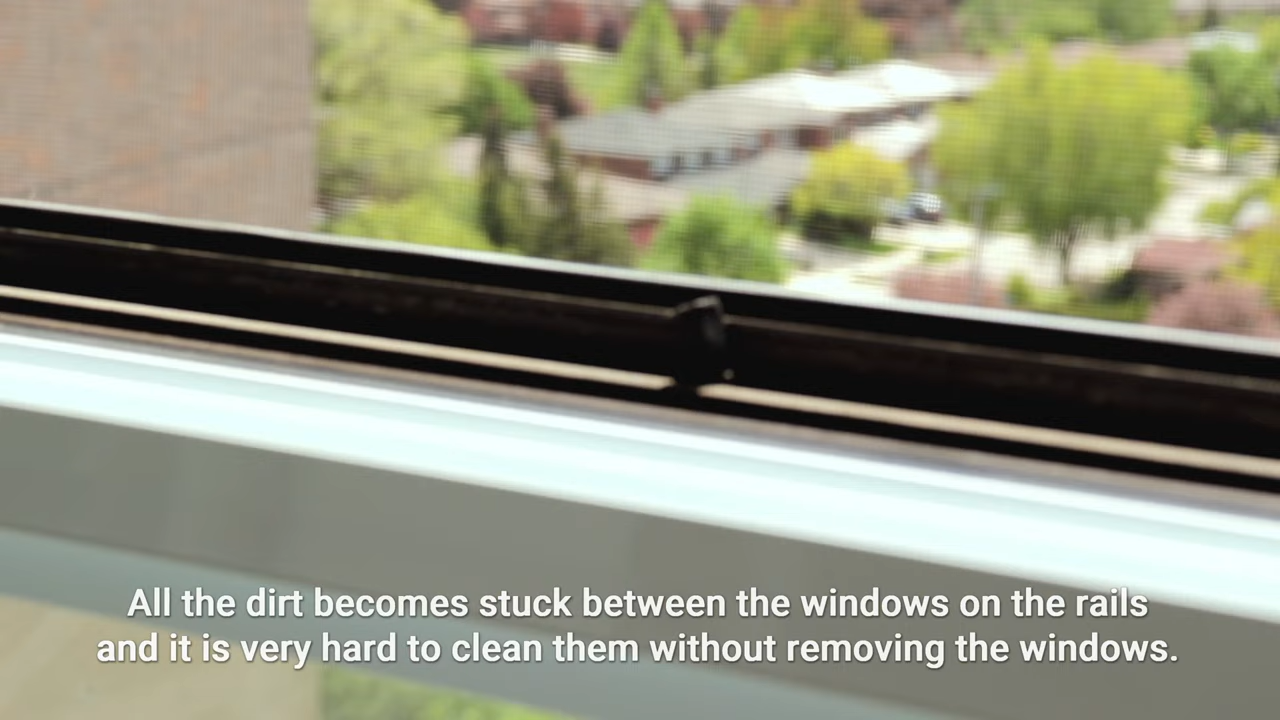 All the dirt becomes stuck between the windows on the rails
and it is very hard to clean them without removing the windows.